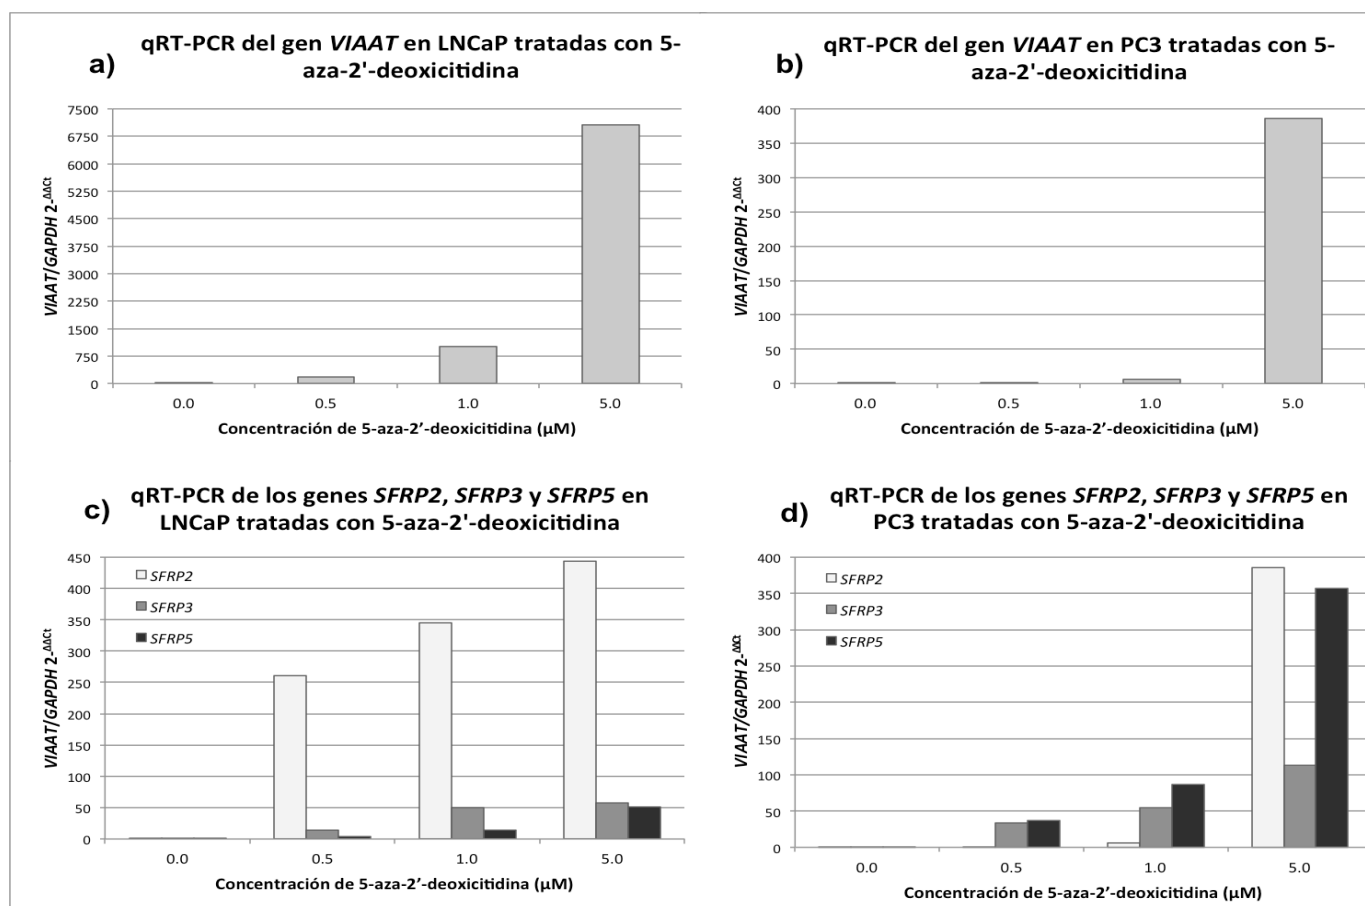 a)
qRT-PCR del gen VIAAT en LNCaP tratadas con 5-
aza-2'-deoxicitidina
VIAAT/GAPDH 2-ΔΔCt
7500
6750
6000
5250
4500
3750
3000
2250
1500
750
0
0.0 0.5 1.0 5.0
Concentración de 5-aza-2’-deoxicitidina (µM)
b)
qRT-PCR del gen VIAAT en PC3 tratadas con 5-
aza-2'-deoxicitidina
VIAAT/GAPDH 2-ΔΔCt
400
350
300
250
200
150
100
50
0
0.0 0.5 1.0 5.0
Concentración de 5-aza-2’-deoxicitidina (µM)
c)
qRT-PCR de los genes SFRP2, SFRP3 y SFRP5 en
LNCaP tratadas con 5-aza-2'-deoxicitidina
VIAAT/GAPDH 2-ΔΔCt
450
400
350
300
250
200
150
100
50
0
SFRP2
SFRP3
SFRP5
0.0 0.5 1.0 5.0
Concentración de 5-aza-2’-deoxicitidina (µM)
d)
qRT-PCR de los genes SFRP2, SFRP3 y SFRP5 en
PC3 tratadas con 5-aza-2'-deoxicitidina
VIAAT/GAPDH 2-ΔΔCt
400
350
300
250
200
150
100
50
0
SFRP2
SFRP3
SFRP5
0.0 0.5 1.0 5.0
Concentración de 5-aza-2’-deoxicitidina (µM)